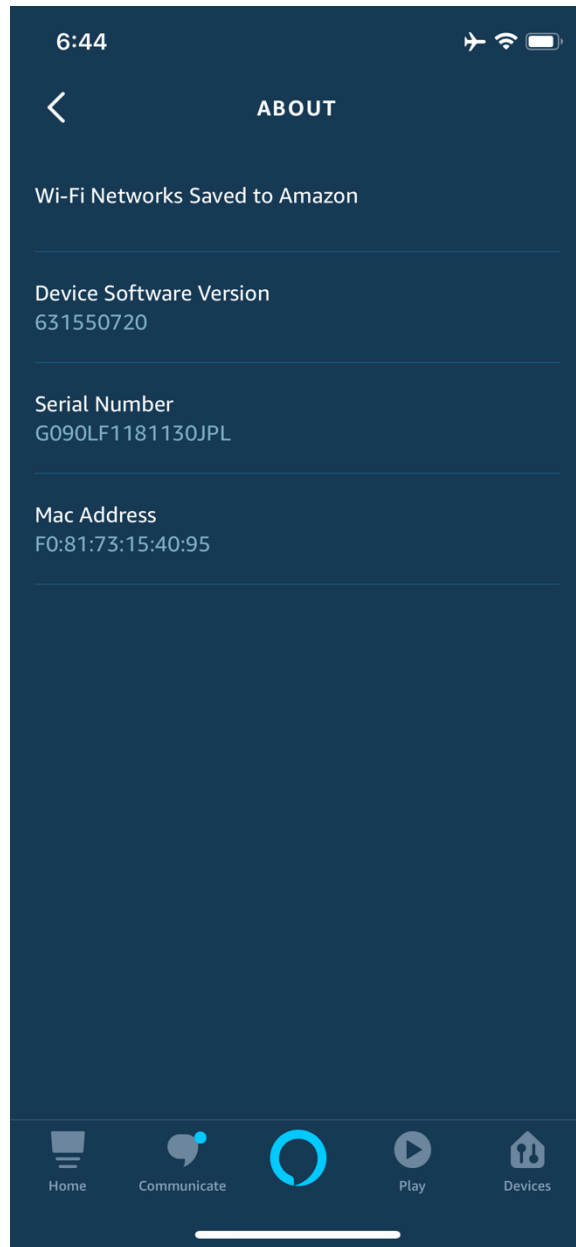 6:44
ABOUT
Wi-Fi Networks Saved to Amazon
Device Software Version
631550720
Serial Number
G090LF1181130JPL
Mac Address
F0:81:73:15:40:95
Home
Communicate
Play
Devices